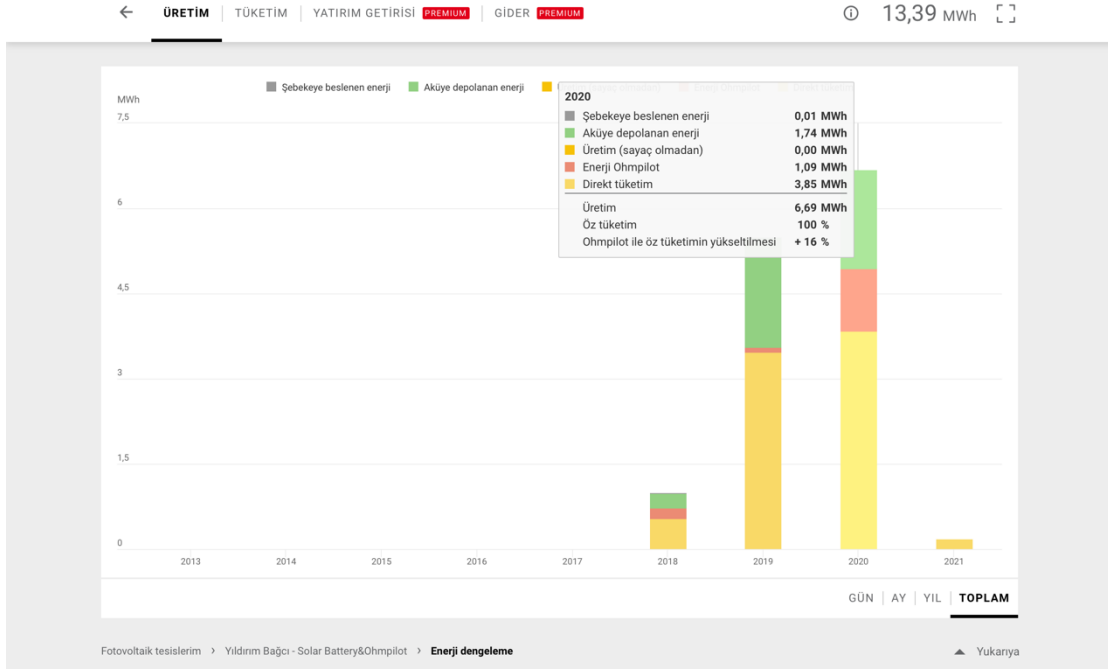 ÜRETİM TÜKETİM YATIRIM GETİRİSİ PREMIUM GİDER PREMIUM 13,39 MWh
Şebekeye beslenen enerji Aküye depolanan enerji
MWh
7,5
6
4,5
3
1,5
0
2020
Şebekeye beslenen enerji 0,01 MWh
Aküye depolanan enerji 1,74 MWh
Üretim (sayaç olmadan) 0,00 MWh
Enerji Ohmpilot 1,09 MWh
Direkt tüketim 3,85 MWh
Üretim 6,69 MWh
Öz tüketim 100 %
Ohmpilot ile öz tüketimin yükseltilmesi + 16 %
2013 2014 2015 2016 2017 2018 2019 2020 2021
GÜN AY YIL TOPLAM
Fotovoltaik tesislerim › Yıldırım Bağcı - Solar Battery&Ohmpilot › Enerji dengeleme Yukarıya